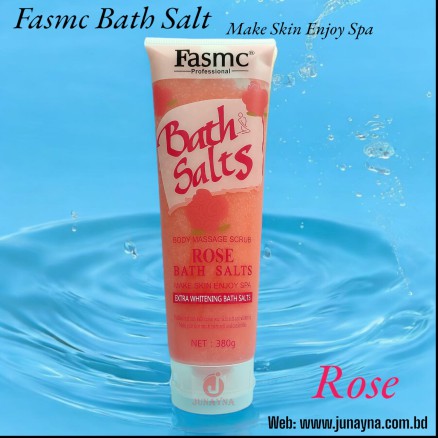 Fasmc Bath Salt
Make Skin Enjoy Spa
Fasmc®
Professional
Bath
Salts
BODY MASSAGE SCRUB
ROSE
BATH SALTS
MAKE SKIN ENJOY SPA
EXTRA WHITENING BATH SALTS
NET : 380g
JUNAYNA
Rose
Web: www.junayna.com.bd